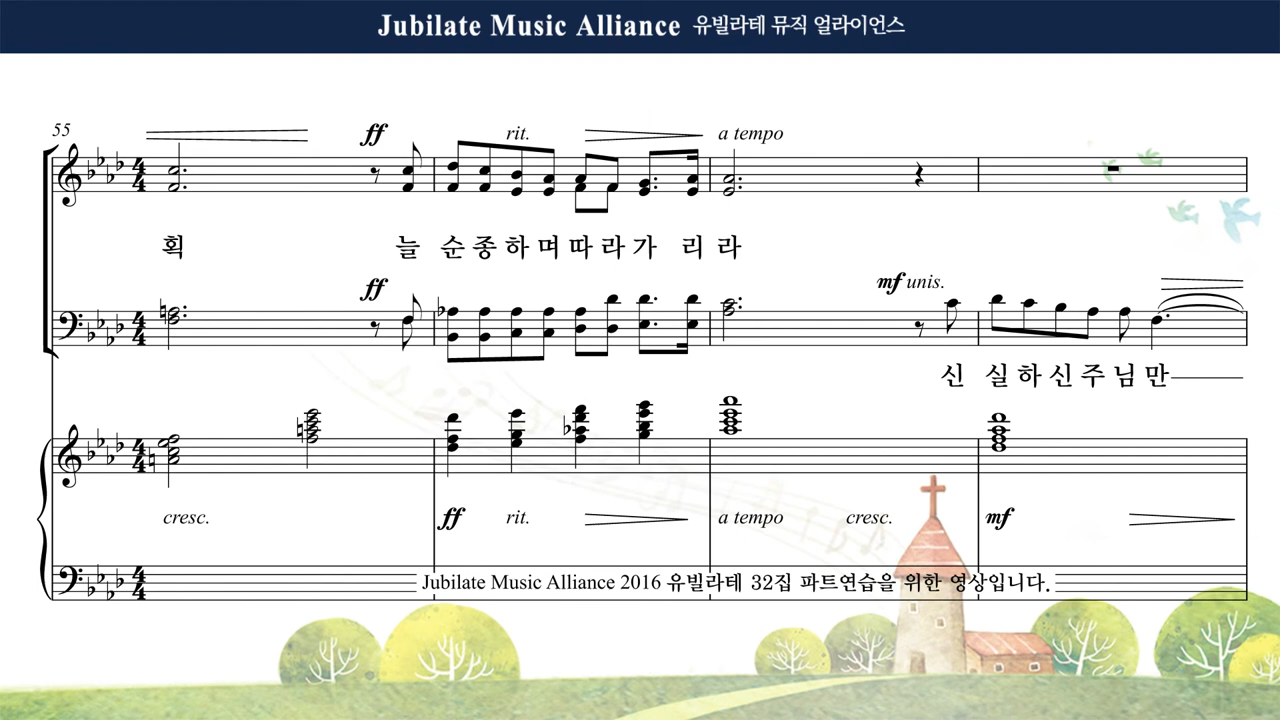 Jubilate Music Alliance 유빌라테 뮤직 얼라이언스
55
ff rit. a tempo
획 늘 순종하며따라가 리라
ff mf unis.
신 실하신주님만
cresc. ff rit. a tempo cresc. mf
Jubilate Music Alliance 2016 유빌라테 32집 파트연습을 위한 영상입니다.